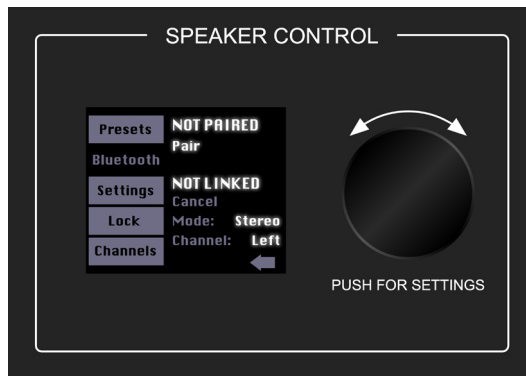 SPEAKER CONTROL
Presets
Bluetooth
Settings
Lock
Channels
NOT PAIRED
Pair
NOT LINKED
Cancel
Mode: Stereo
Channel: Left
PUSH FOR SETTINGS